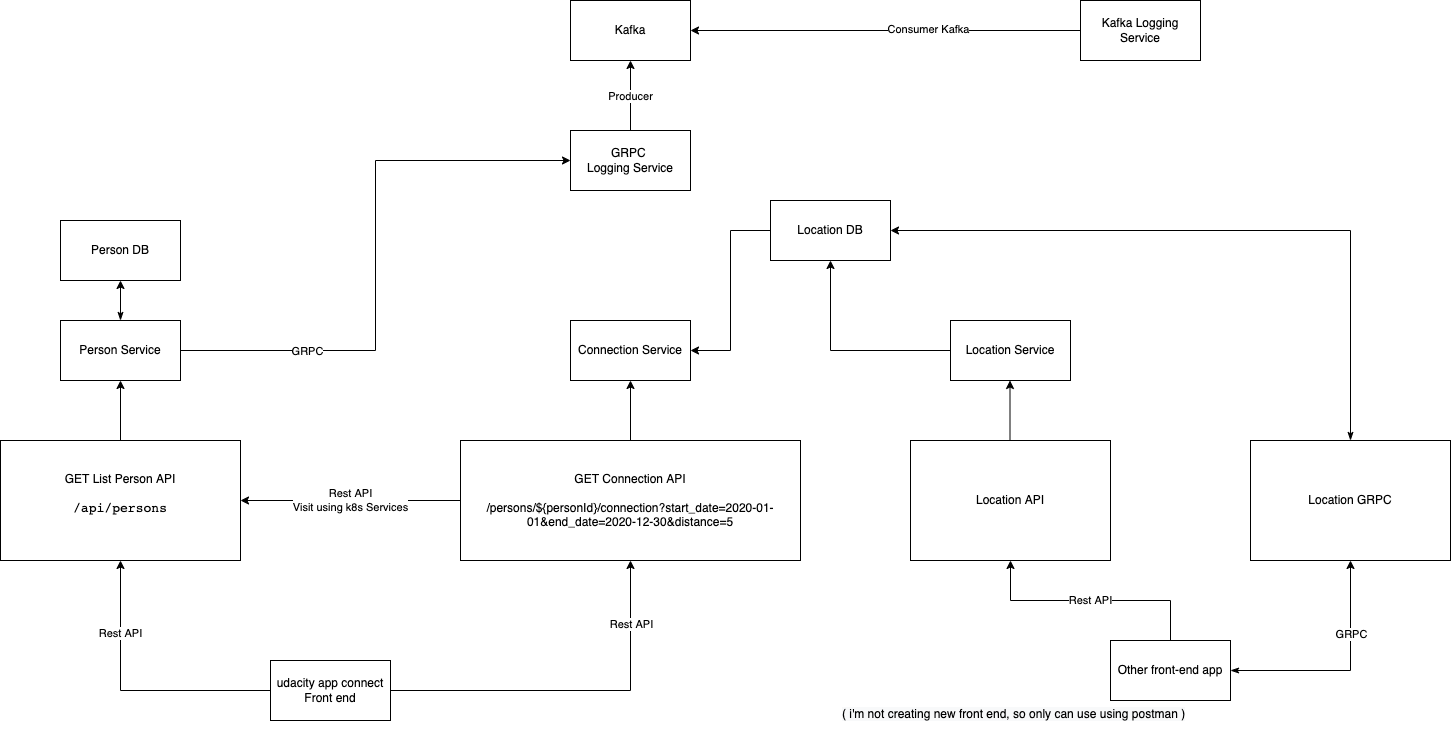 Kafka
Consumer Kafka
Kafka Logging
Service
Producer
GRPC
Logging Service
Person DB
Location DB
Person Service
GRPC
Connection Service
Location Service
GET List Person API
/api/persons
Rest API
Visit using k8s Services
GET Connection API
/persons/${personId}/connection?start_date=2020-01-
01&end_date=2020-12-30&distance=5
Location API
Location GRPC
Rest API
Rest API
Rest API
GRPC
udacity app connect
Front end
Other front-end app
( i'm not creating new front end, so only can use using postman )